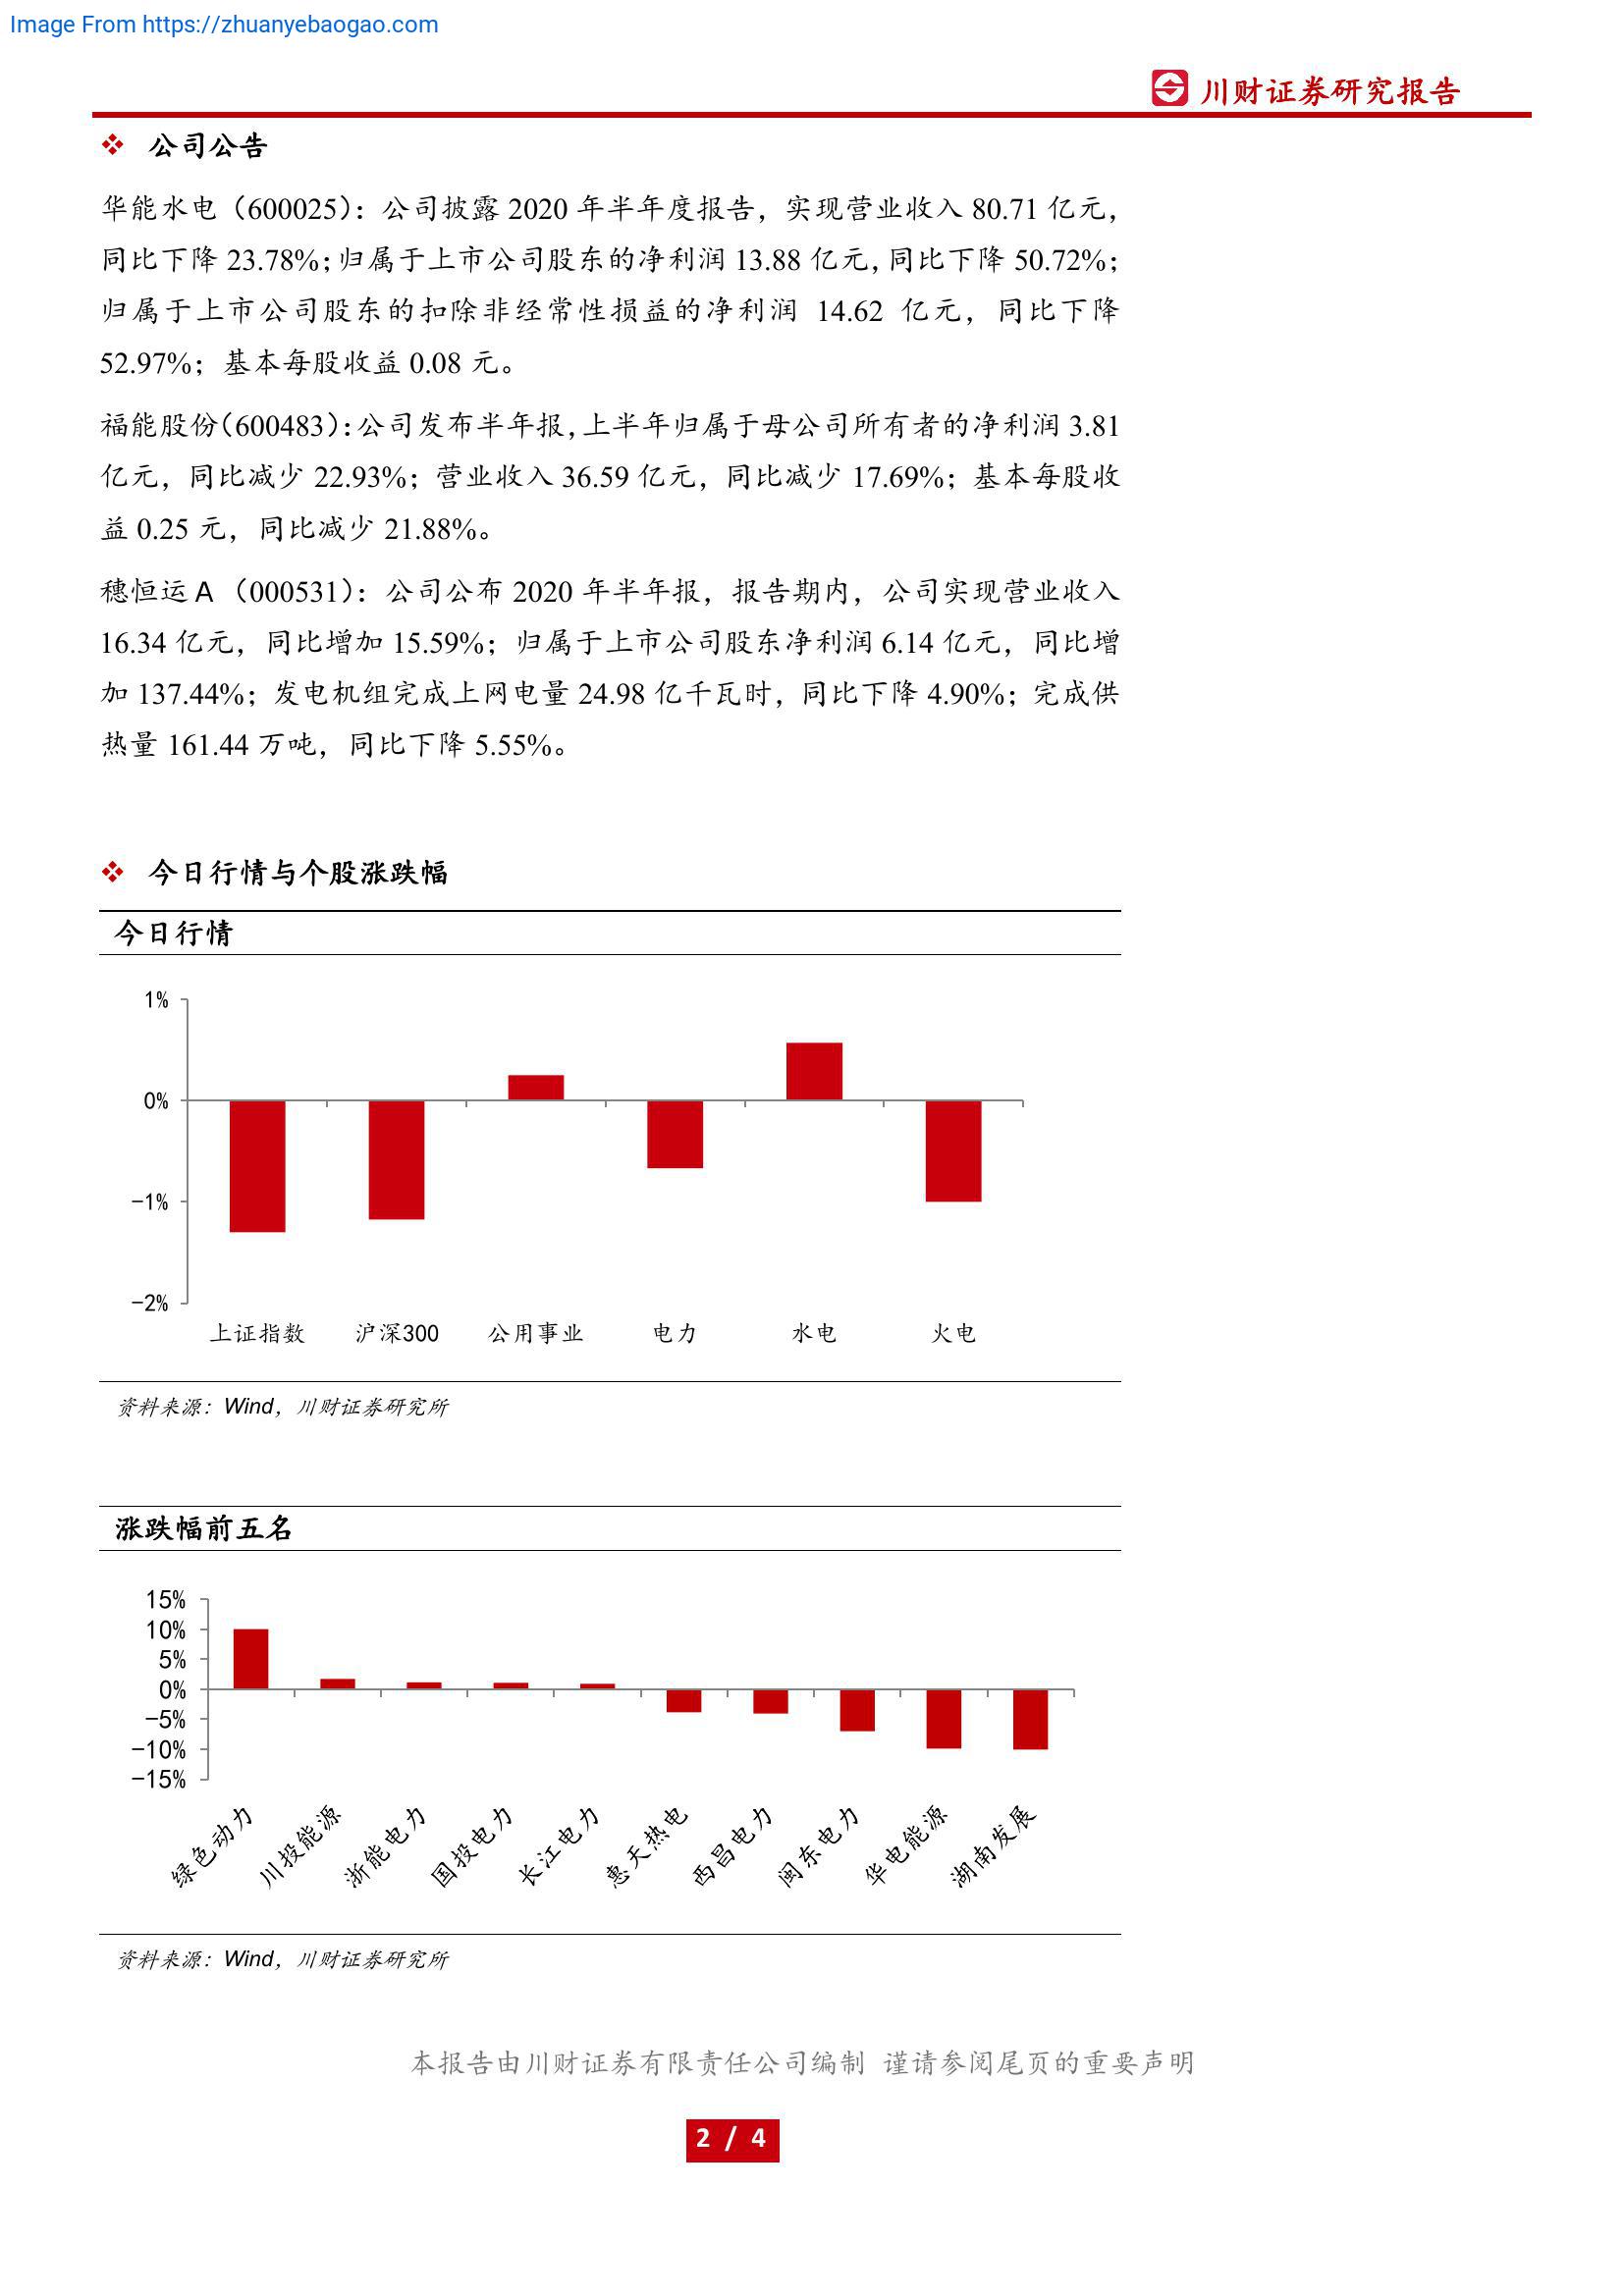 Image From https://zhuanyebaogao.com
川财证券研究报告
公司公告
华能水电（600025）：公司披露 2020 年半年度报告，实现营业收入 80.71 亿元，
同比下降 23.78%；归属于上市公司股东的净利润 13.88 亿元，同比下降 50.72%；
归属于上市公司股东的扣除非经常性损益的净利润 14.62 亿元，同比下降
52.97%；基本每股收益 0.08 元。
福能股份（600483）：公司发布半年报，上半年归属于母公司所有者的净利润 3.81
亿元，同比减少 22.93%；营业收入 36.59 亿元，同比减少 17.69%；基本每股收
益 0.25 元，同比减少 21.88%。
穗恒运 A （000531）：公司公布 2020 年半年报，报告期内，公司实现营业收入
16.34 亿元，同比增加 15.59%；归属于上市公司股东净利润 6.14 亿元，同比增
加 137.44%；发电机组完成上网电量 24.98 亿千瓦时，同比下降 4.90%；完成供
热量 161.44 万吨，同比下降 5.55%。
今日行情与个股涨跌幅
今日行情
1%
0%
-1%
-2%
上证指数 沪深300 公用事业 电力 水电 火电
资料来源：Wind，川财证券研究所
涨跌幅前五名
15%
10%
5%
0%
-5%
-10%
-15%
绿色动力 川投能源 浙能电力 国投电力 长江电力 惠天热电 西昌电力 闽东电力 华电能源 湖南发展
资料来源：Wind，川财证券研究所
本报告由川财证券有限责任公司编制 谨请参阅尾页的重要声明
2 / 4